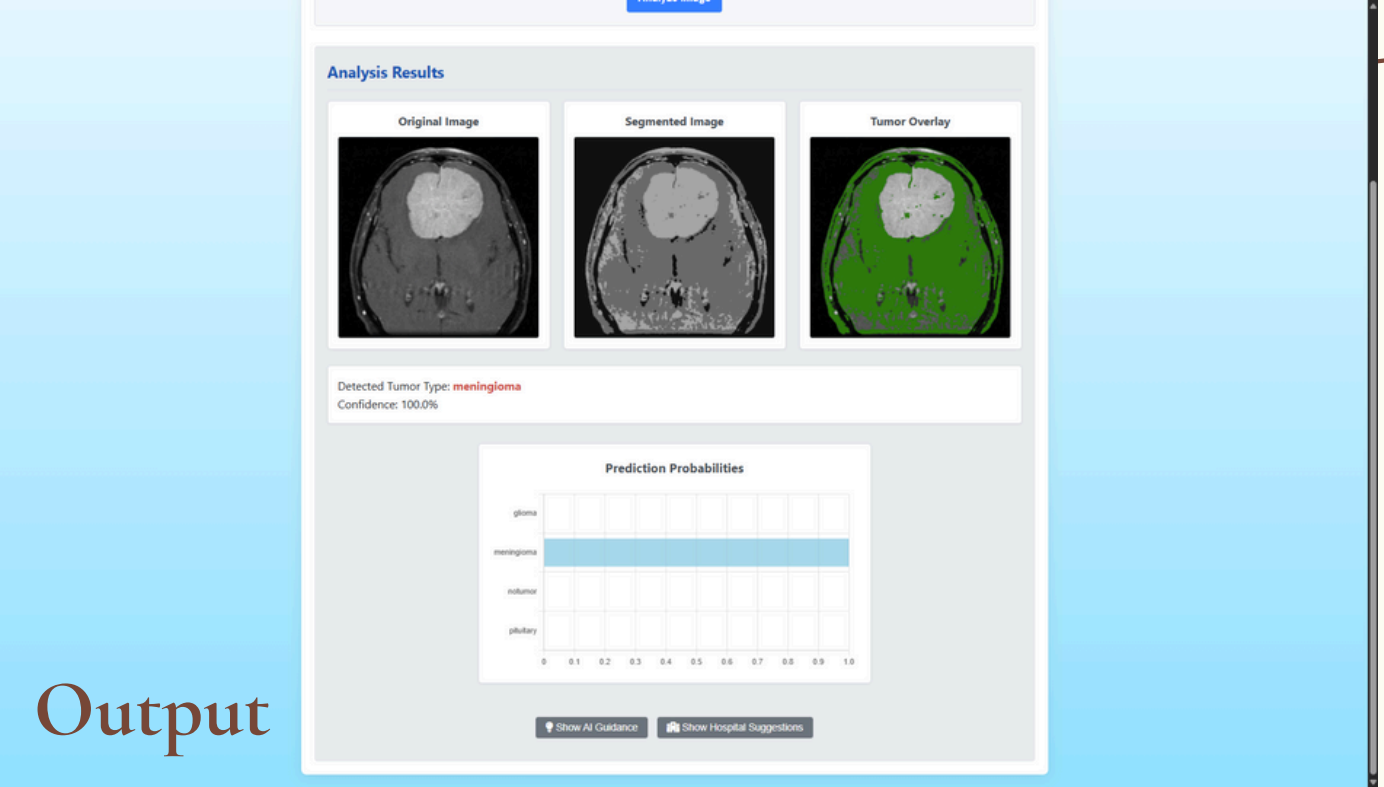 Analyze Image
Analysis Results
Original Image
Segmented Image
Tumor Overlay
Detected Tumor Type: meningioma
Confidence: 100.0%
Prediction Probabilities
glioma
meningioma
notumor
pituitary
0 0.1 0.2 0.3 0.4 0.5 0.6 0.7 0.8 0.9 1.0
Show AI Guidance
Show Hospital Suggestions
Output